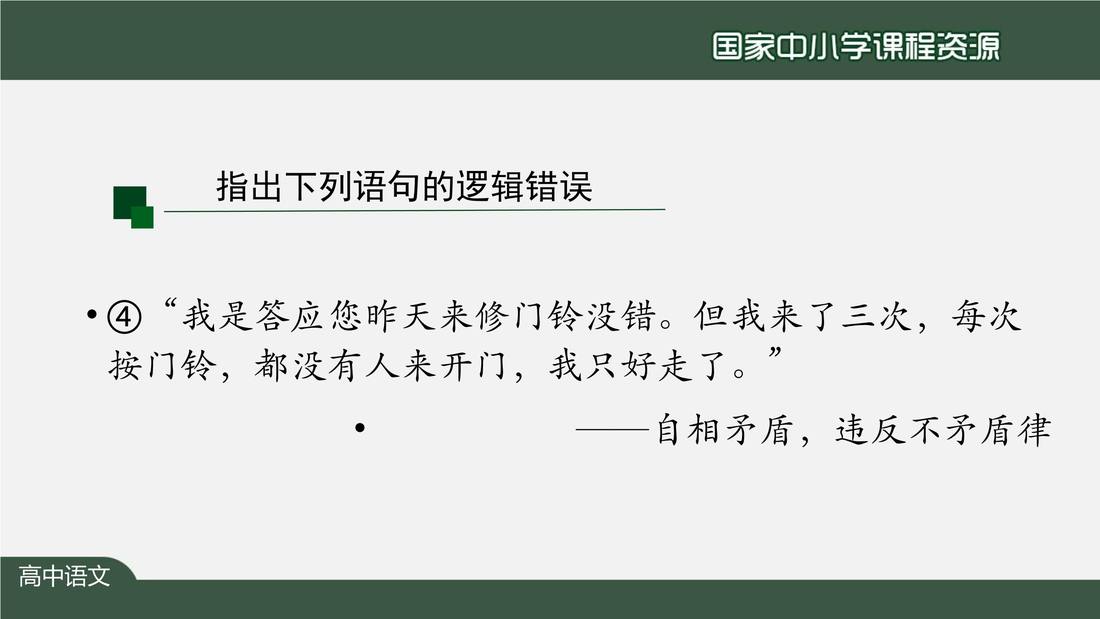 国家中小学课程资源
指出下列语句的逻辑错误
•④“我是答应您昨天来修门铃没错。但我来了三次，每次
按门铃，都没有人来开门，我只好走了。”
• ——自相矛盾，违反不矛盾律
高中语文